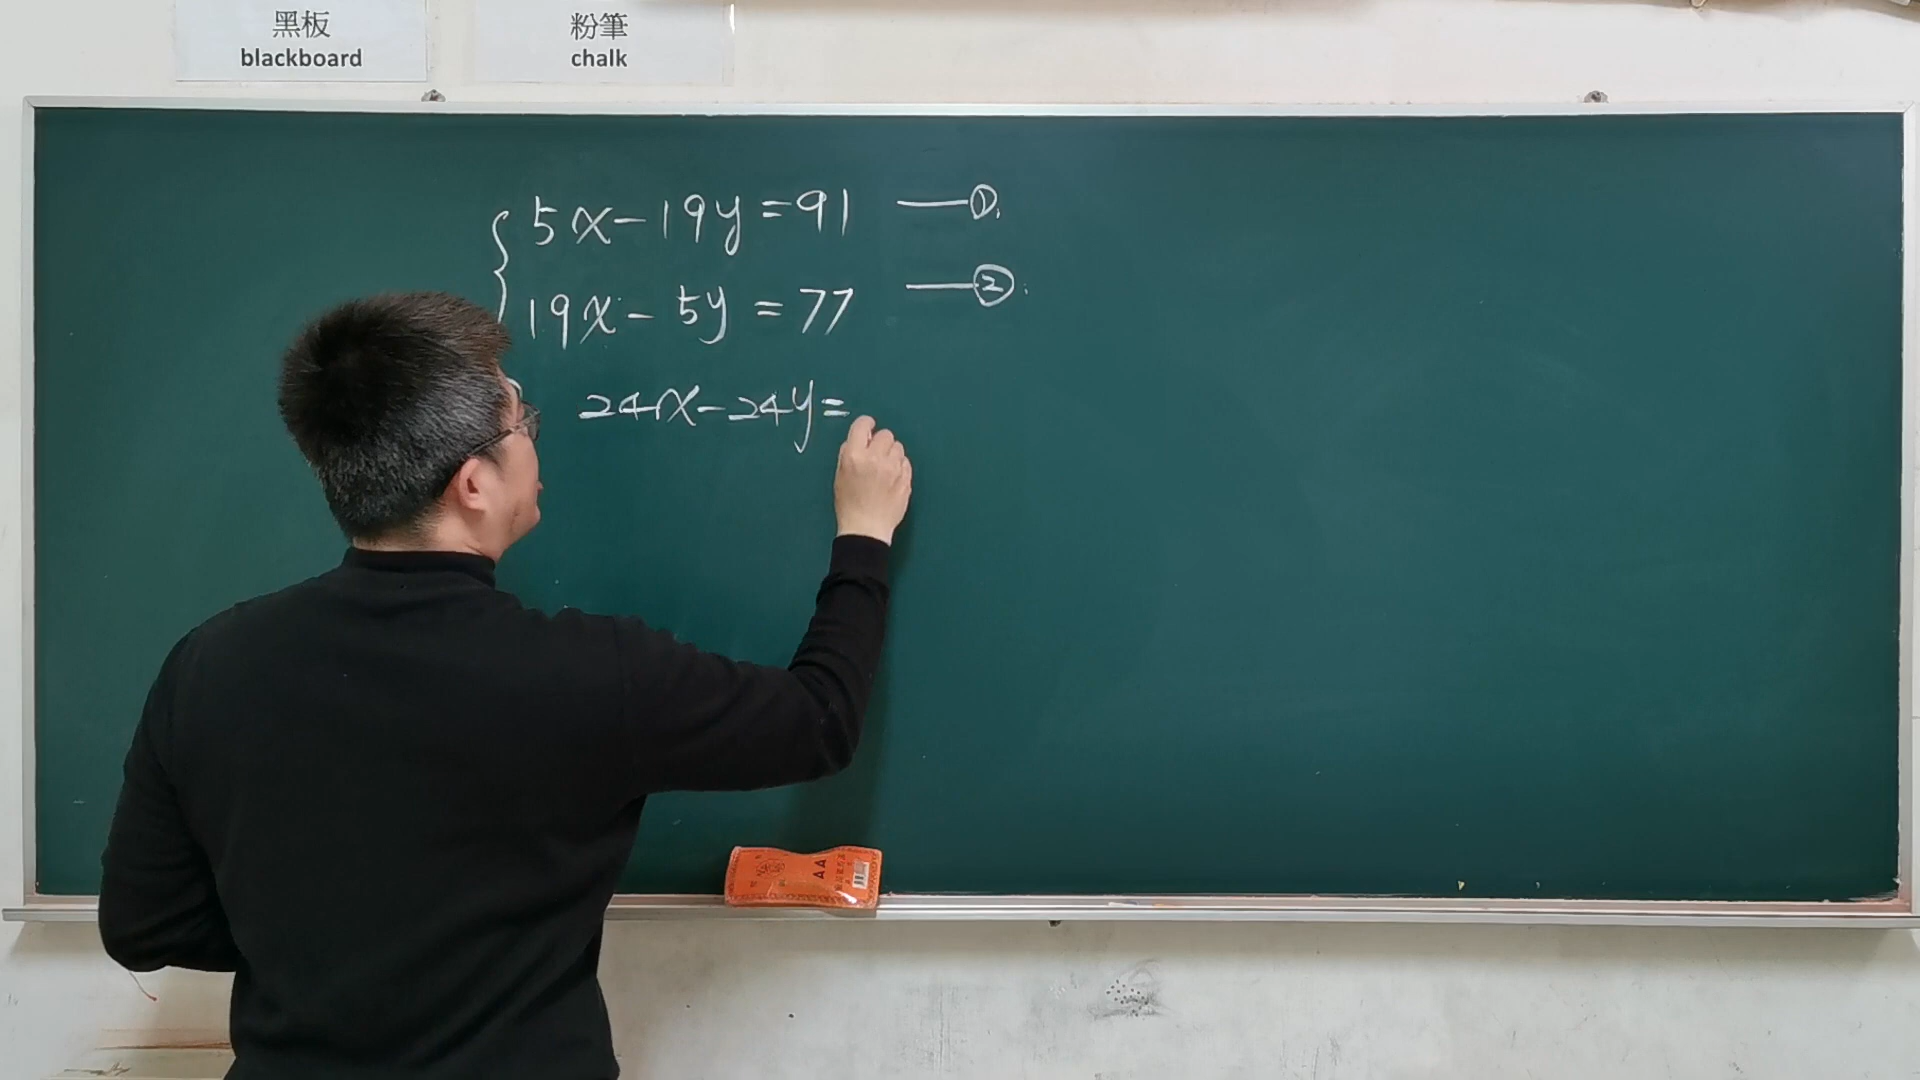 黑板
blackboard
粉筆
chalk
5x-19y=91 ——①.
19x-5y=77 ——②.
24x-24y=